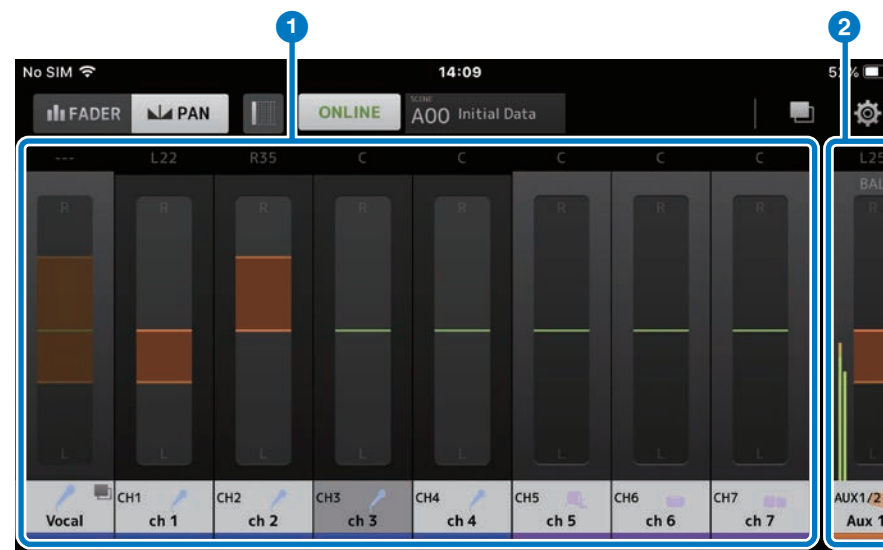 1 2
No SIM 14:09
FADER PAN ONLINE SCENE A00 Initial Data
--- L22 R35 C C C C C L25
BAL
R R R R R R R R R
L L L L L L L L L
CH1 CH2 CH3 CH4 CH5 CH6 CH7 AUX1/2
Vocal ch 1 ch 2 ch 3 ch 4 ch 5 ch 6 ch 7 Aux 1